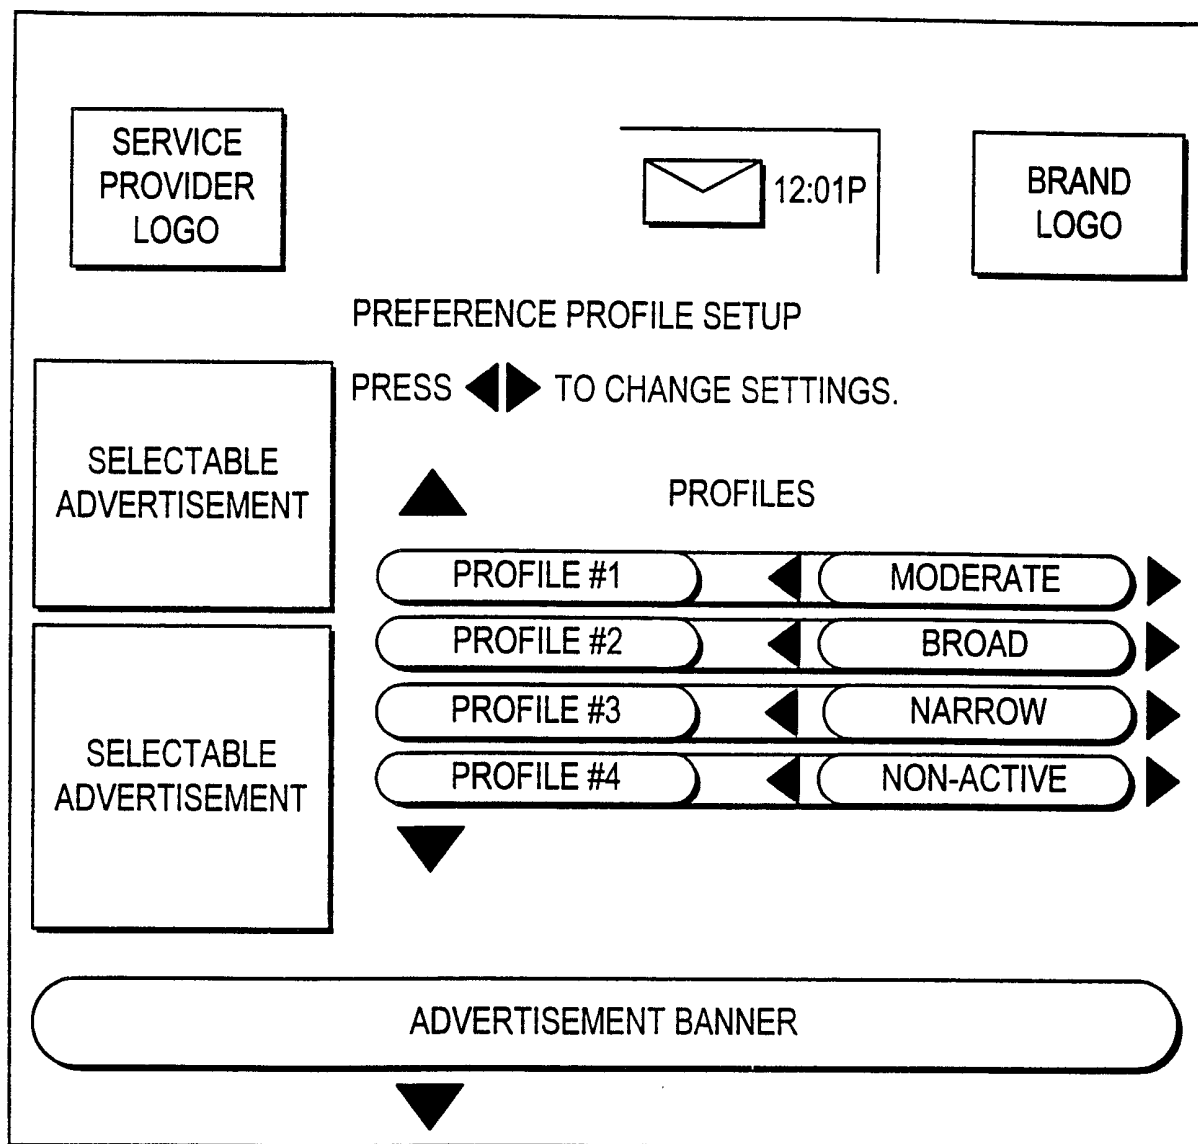 SERVICE
PROVIDER
LOGO
12:01P
BRAND
LOGO
PREFERENCE PROFILE SETUP
PRESS ◀▶ TO CHANGE SETTINGS.
SELECTABLE
ADVERTISEMENT
PROFILES
PROFILE #1 MODERATE
PROFILE #2 BROAD
PROFILE #3 NARROW
PROFILE #4 NON-ACTIVE
SELECTABLE
ADVERTISEMENT
ADVERTISEMENT BANNER